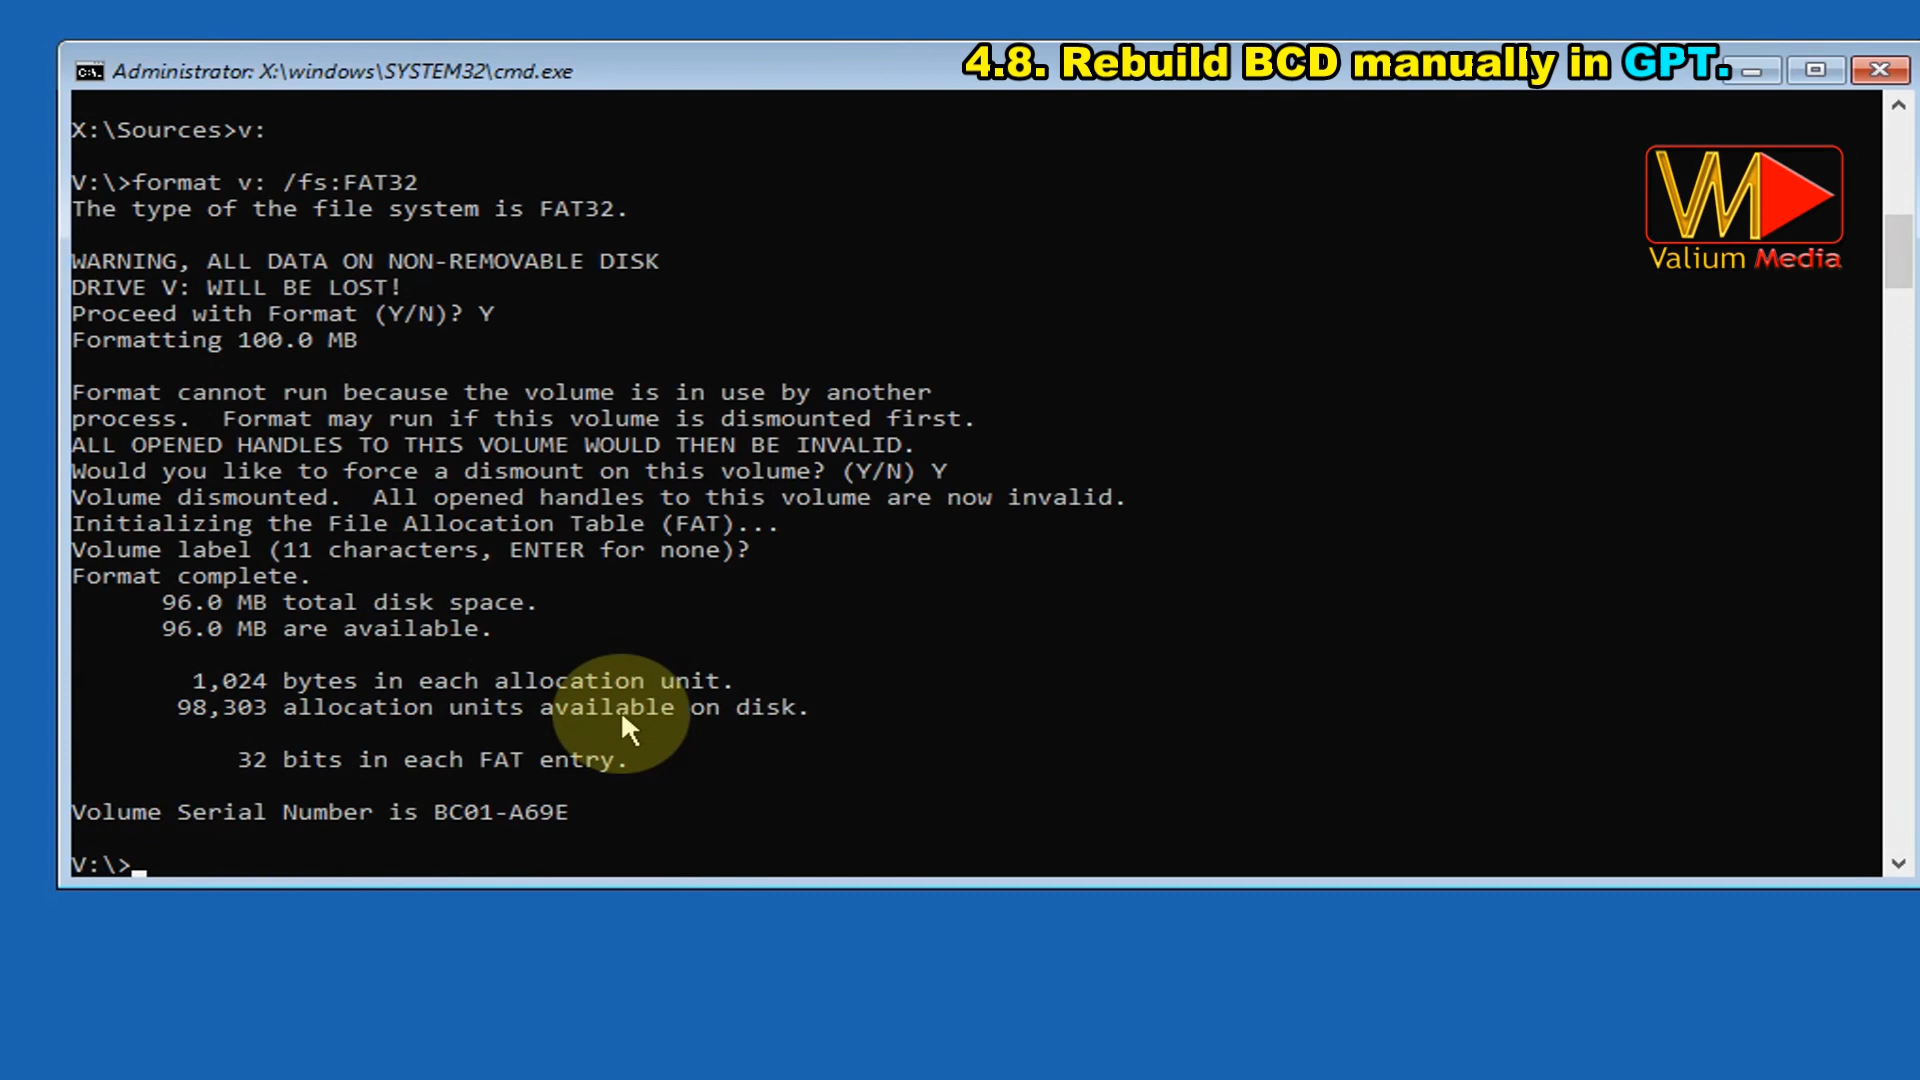 4.8. Rebuild BCD manually in GPT.
Administrator: X:\windows\SYSTEM32\cmd.exe
X:\Sources>v:
V:\>format v: /fs:FAT32
The type of the file system is FAT32.
WARNING, ALL DATA ON NON-REMOVABLE DISK
DRIVE V: WILL BE LOST!
Proceed with Format (Y/N)? Y
Formatting 100.0 MB
Format cannot run because the volume is in use by another
process.  Format may run if this volume is dismounted first.
ALL OPENED HANDLES TO THIS VOLUME WOULD THEN BE INVALID.
Would you like to force a dismount on this volume? (Y/N) Y
Volume dismounted.  All opened handles to this volume are now invalid.
Initializing the File Allocation Table (FAT)...
Volume label (11 characters, ENTER for none)?
Format complete.
96.0 MB total disk space.
96.0 MB are available.
1,024 bytes in each allocation unit.
98,303 allocation units available on disk.
32 bits in each FAT entry.
Volume Serial Number is BC01-A69E
V:\>
VM
Valium Media